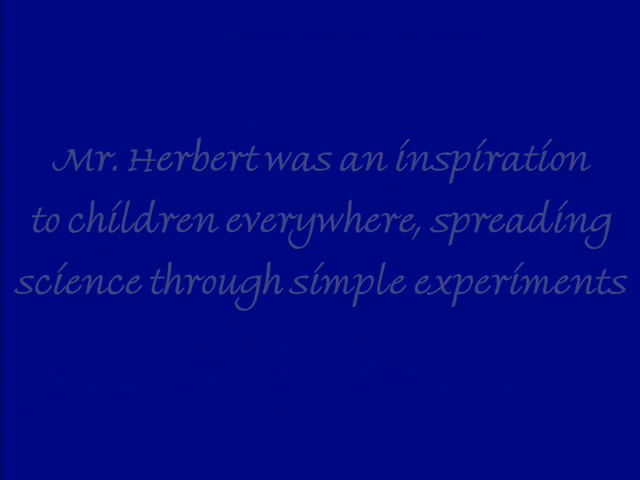 Mr. Herbert was an inspiration
to children everywhere, spreading
science through simple experiments